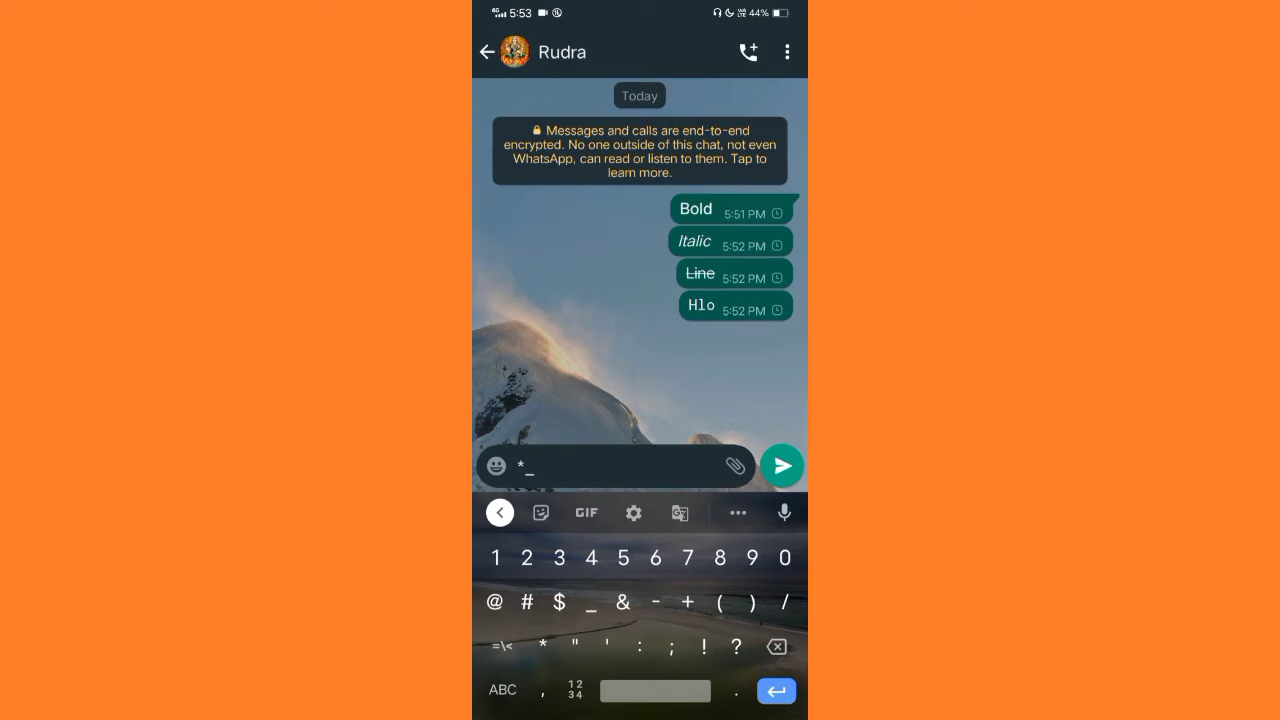 4G 5:53 44%
Rudra
Today
Messages and calls are end-to-end
encrypted. No one outside of this chat, not even
WhatsApp, can read or listen to them. Tap to
learn more.
Bold 5:51 PM
Italic 5:52 PM
Line 5:52 PM
Hlo 5:52 PM
*_
GIF
1 2 3 4 5 6 7 8 9 0
@ # $ _ & - + ( ) /
=\< * " ' : ; ! ?
ABC , 12 .
34